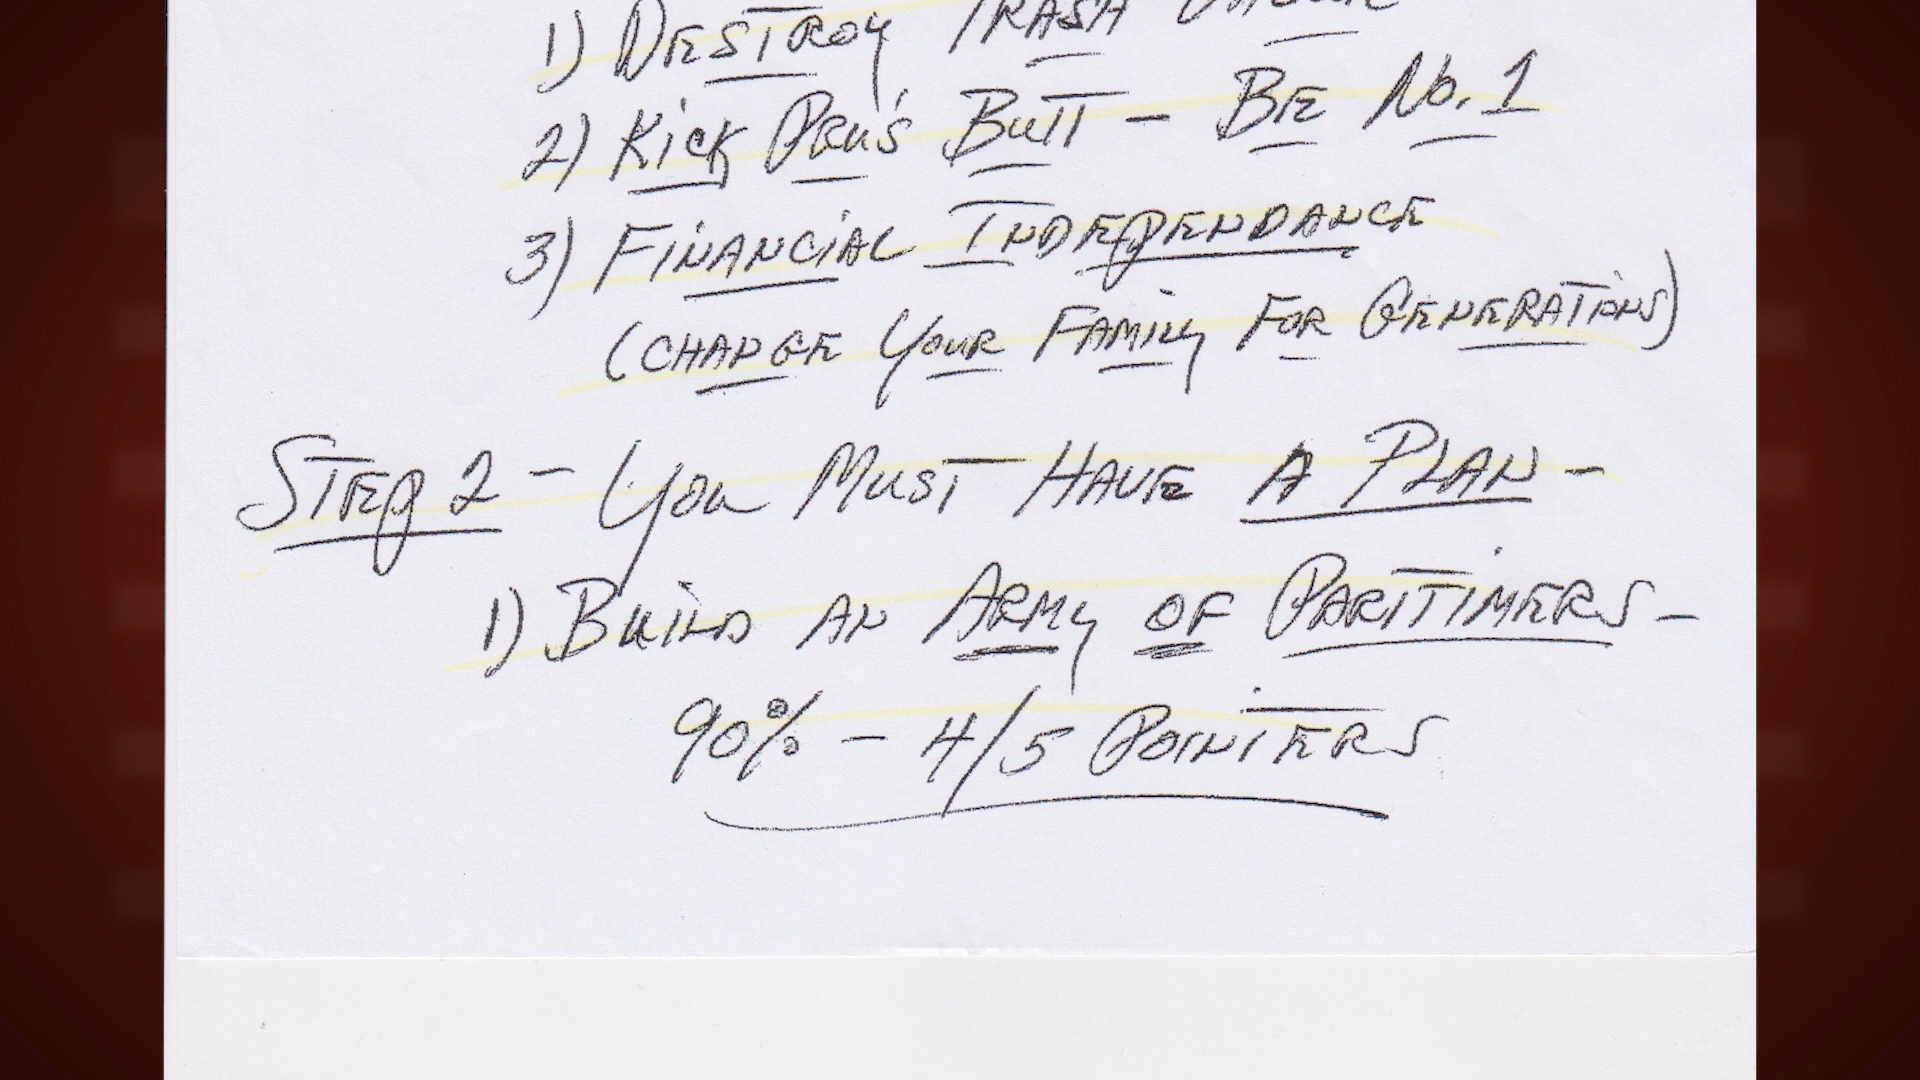 1) DESTROY TRASH VALUE
2) KICK PRU'S BUTT - BE NO. 1
3) FINANCIAL INDEPENDANCE
(CHANGE YOUR FAMILY FOR GENERATIONS)
STEP 2 - YOU MUST HAVE A PLAN -
1) BUILD AN ARMY OF PARTTIMERS -
90% - 4/5 POINTERS